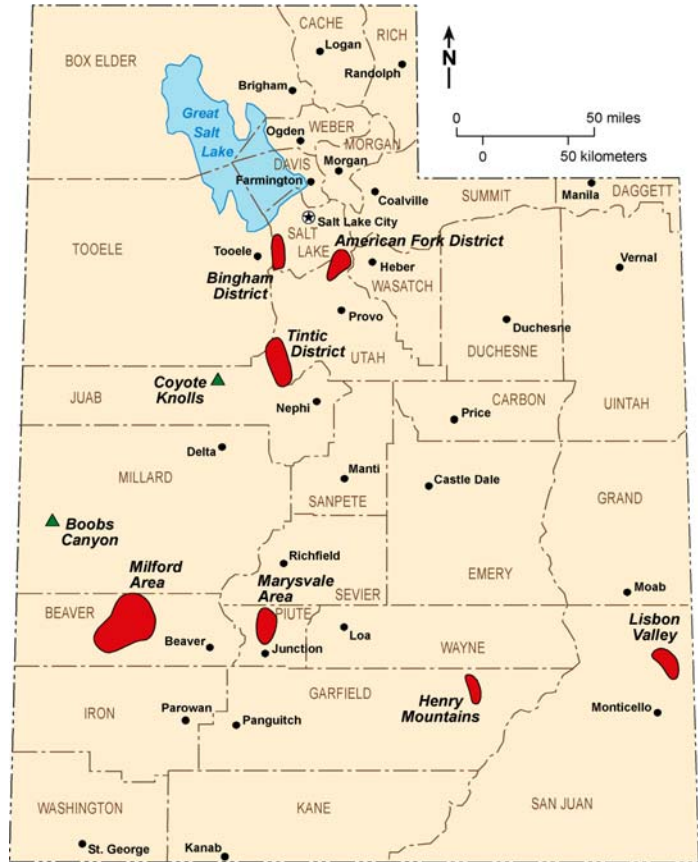 CACHE
RICH
Logan
BOX ELDER
Randolph
N
Brigham
Great
Salt
Lake
0 50 miles
0 50 kilometers
WEBER
Ogden
MORGAN
DAVIS
Morgan
Farmington
Coalville
SUMMIT
Manila
DAGGETT
Salt Lake City
SALT
LAKE
American Fork District
TOOELE
Tooele
Heber
Vernal
Bingham
District
WASATCH
Provo
Duchesne
Tintic
District
UTAH
DUCHESNE
Coyote
Knolls
JUAB
Nephi
CARBON
UINTAH
Price
Delta
MILLARD
Manti
Castle Dale
SANPETE
GRAND
Boobs
Canyon
Richfield
Milford
Area
Marysvale
Area
SEVIER
EMERY
Moab
BEAVER
PIUTE
Lisbon
Valley
Beaver
Loa
Junction
WAYNE
GARFIELD
Henry
Mountains
IRON
Parowan
Panguitch
Monticello
WASHINGTON
KANE
SAN JUAN
St. George
Kanab